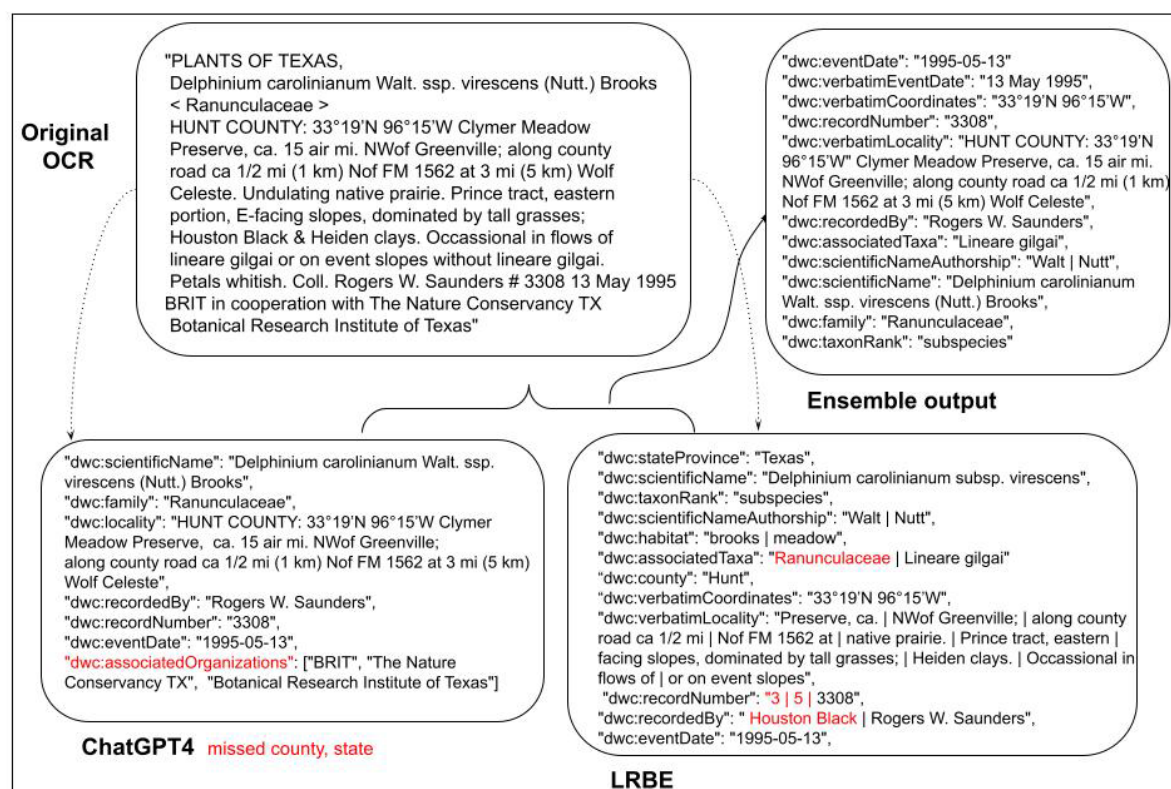 Original
OCR
"PLANTS OF TEXAS,
Delphinium carolinianum Walt. ssp. virescens (Nutt.) Brooks
< Ranunculaceae >
HUNT COUNTY: 33°19'N 96°15'W Clymer Meadow
Preserve, ca. 15 air mi. NWof Greenville; along county
road ca 1/2 mi (1 km) Nof FM 1562 at 3 mi (5 km) Wolf
Celeste. Undulating native prairie. Prince tract, eastern
portion, E-facing slopes, dominated by tall grasses;
Houston Black & Heiden clays. Occassional in flows of
lineare gilgai or on event slopes without lineare gilgai.
Petals whitish. Coll. Rogers W. Saunders # 3308 13 May 1995
BRIT in cooperation with The Nature Conservancy TX
Botanical Research Institute of Texas"
"dwc:eventDate": "1995-05-13"
"dwc:verbatimEventDate": "13 May 1995",
"dwc:verbatimCoordinates": "33°19'N 96°15'W",
"dwc:recordNumber": "3308",
"dwc:verbatimLocality": "HUNT COUNTY: 33°19'N
96°15'W" Clymer Meadow Preserve, ca. 15 air mi.
NWof Greenville; along county road ca 1/2 mi (1 km)
Nof FM 1562 at 3 mi (5 km) Wolf Celeste",
"dwc:recordedBy": "Rogers W. Saunders",
"dwc:associatedTaxa": "Lineare gilgai",
"dwc:scientificNameAuthorship": "Walt | Nutt",
"dwc:scientificName": "Delphinium carolinianum
Walt. ssp. virescens (Nutt.) Brooks",
"dwc:family": "Ranunculaceae",
"dwc:taxonRank": "subspecies"
Ensemble output
"dwc:scientificName": "Delphinium carolinianum Walt. ssp.
virescens (Nutt.) Brooks",
"dwc:family": "Ranunculaceae",
"dwc:locality": "HUNT COUNTY: 33°19'N 96°15'W Clymer
Meadow Preserve, ca. 15 air mi. NWof Greenville;
along county road ca 1/2 mi (1 km) Nof FM 1562 at 3 mi (5 km)
Wolf Celeste",
"dwc:recordedBy": "Rogers W. Saunders",
"dwc:recordNumber": "3308",
"dwc:eventDate": "1995-05-13",
"dwc:associatedOrganizations": ["BRIT", "The Nature
Conservancy TX", "Botanical Research Institute of Texas"]
ChatGPT4 missed county, state
"dwc:stateProvince": "Texas",
"dwc:scientificName": "Delphinium carolinianum subsp. virescens",
"dwc:taxonRank": "subspecies",
"dwc:scientificNameAuthorship": "Walt | Nutt",
"dwc:habitat": "brooks | meadow",
"dwc:associatedTaxa": "Ranunculaceae | Lineare gilgai"
"dwc:county": "Hunt",
"dwc:verbatimCoordinates": "33°19'N 96°15'W",
"dwc:verbatimLocality": "Preserve, ca. | NWof Greenville; | along county
road ca 1/2 mi | Nof FM 1562 at | native prairie. | Prince tract, eastern |
facing slopes, dominated by tall grasses; | Heiden clays. | Occassional in
flows of | or on event slopes",
"dwc:recordNumber": "3 | 5 | 3308",
"dwc:recordedBy": " Houston Black | Rogers W. Saunders",
"dwc:eventDate": "1995-05-13",
LRBE